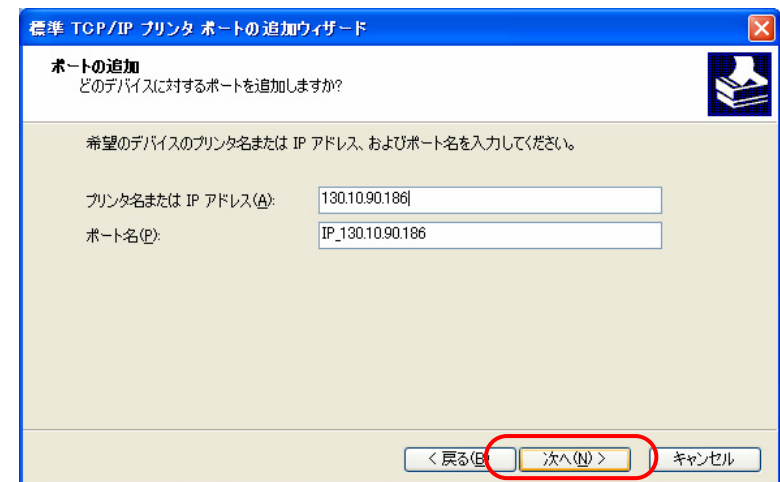 標準 TCP/IP プリンタ ポートの追加ウィザード
ポートの追加
どのデバイスに対するポートを追加しますか?
希望のデバイスのプリンタ名または IP アドレス、およびポート名を入力してください。
プリンタ名または IP アドレス(A):
130.10.90.186
ポート名(P):
IP_130.10.90.186
< 戻る(B
次へ(N) >
キャンセル